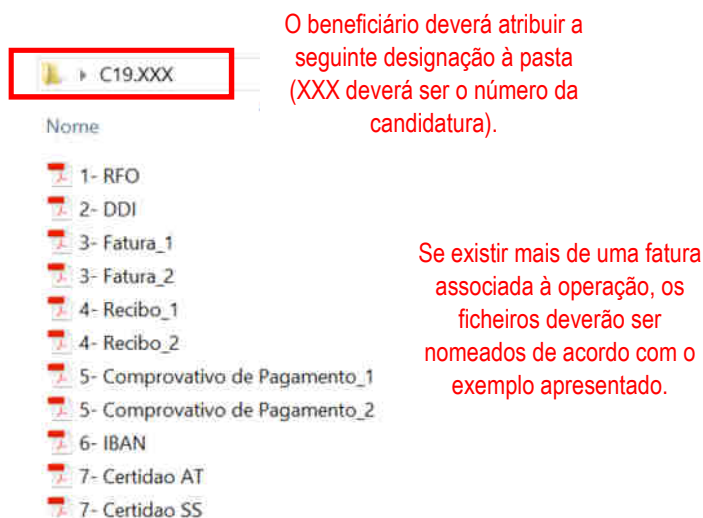 O beneficiário deverá atribuir a
seguinte designação à pasta
(XXX deverá ser o número da
candidatura).
C19.XXX
Nome
1- RFO
2- DDI
3- Fatura_1
3- Fatura_2
4- Recibo_1
4- Recibo_2
5- Comprovativo de Pagamento_1
5- Comprovativo de Pagamento_2
6- IBAN
7- Certidao AT
7- Certidao SS
Se existir mais de uma fatura
associada à operação, os
ficheiros deverão ser
nomeados de acordo com o
exemplo apresentado.